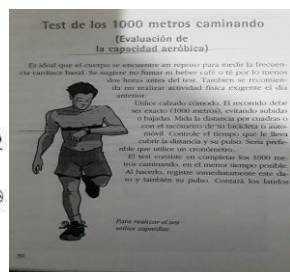 Test de los 1000 metros caminando
(Evaluación de
la capacidad aeróbica)
Es ideal que el cuerpo se encuentre en reposo para medir la frecuen-
cia cardíaca basal. Se sugiere no fumar ni beber café o té por lo menos
dos horas antes del test. También se recomien-
da no realizar actividad física exigente el día
anterior.
Utilice calzado cómodo. El recorrido debe
ser exacto (1000 metros), evitando subidas
o bajadas. Mida la distancia por cuadras o
con el tacómetro de su bicicleta o auto-
móvil. Controle el tiempo que le lleva
cubrir la distancia y su pulso. Sería prefe-
rible que utilice un cronómetro.
El test consiste en completar los 1000 me-
tros caminando, en el menor tiempo posible.
Al hacerlo, registre inmediatamente este da-
to y también su pulso. Contará los latidos
Para realizar el test
utilice zapatillas.